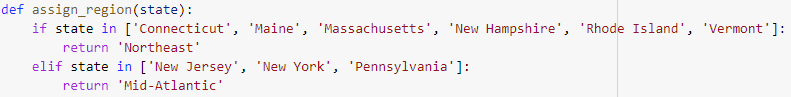 def assign_region(state):
    if state in ['Connecticut', 'Maine', 'Massachusetts', 'New Hampshire', 'Rhode Island', 'Vermont']:
        return 'Northeast'
    elif state in ['New Jersey', 'New York', 'Pennsylvania']:
        return 'Mid-Atlantic'